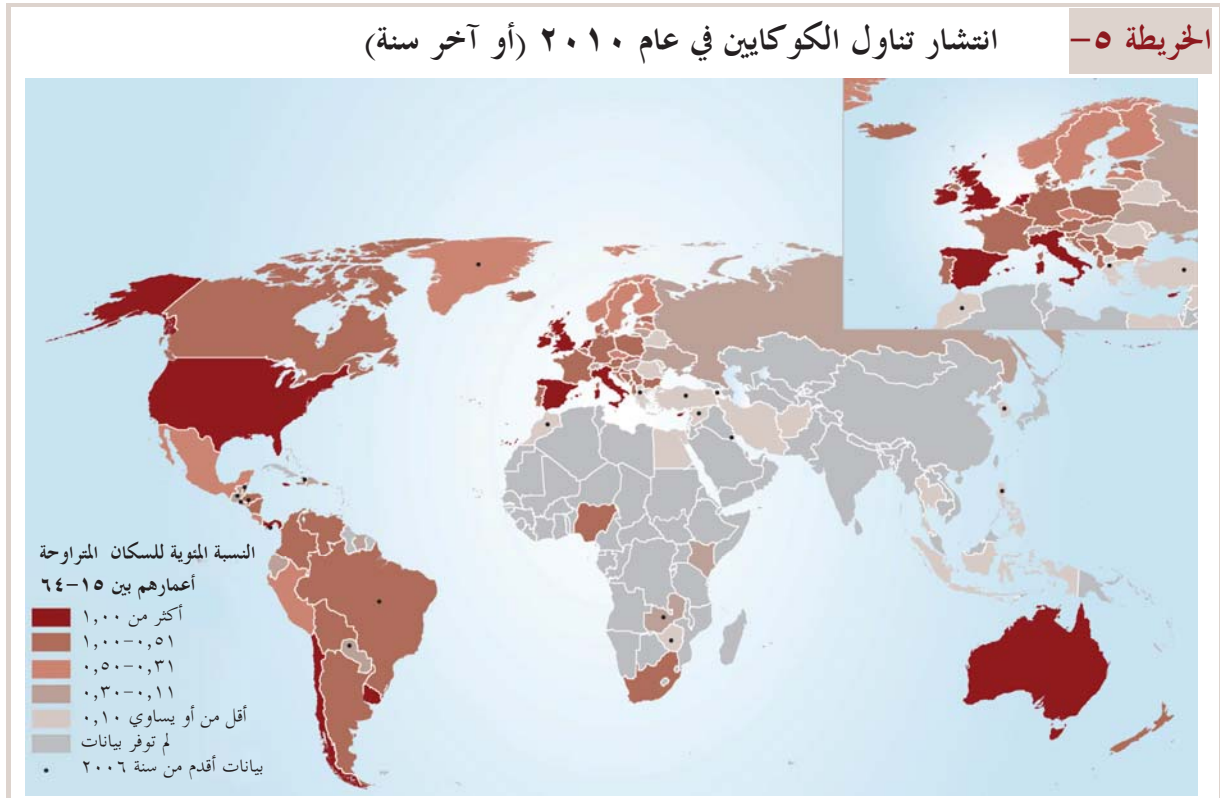 الخريطة ٥-
انتشار تناول الكوكايين في عام ٢٠١٠ (أو آخر سنة)
النسبة المئوية للسكان المتراوحة
أعمارهم بين ١٥-٦٤
أكثر من ١,٠٠
١,٠٠-٠,٥١
٠,٥٠-٠,٣١
٠,٣٠-٠,١١
أقل من أو يساوي ٠,١٠
لم توفر بيانات
بيانات أقدم من سنة ٢٠٠٦